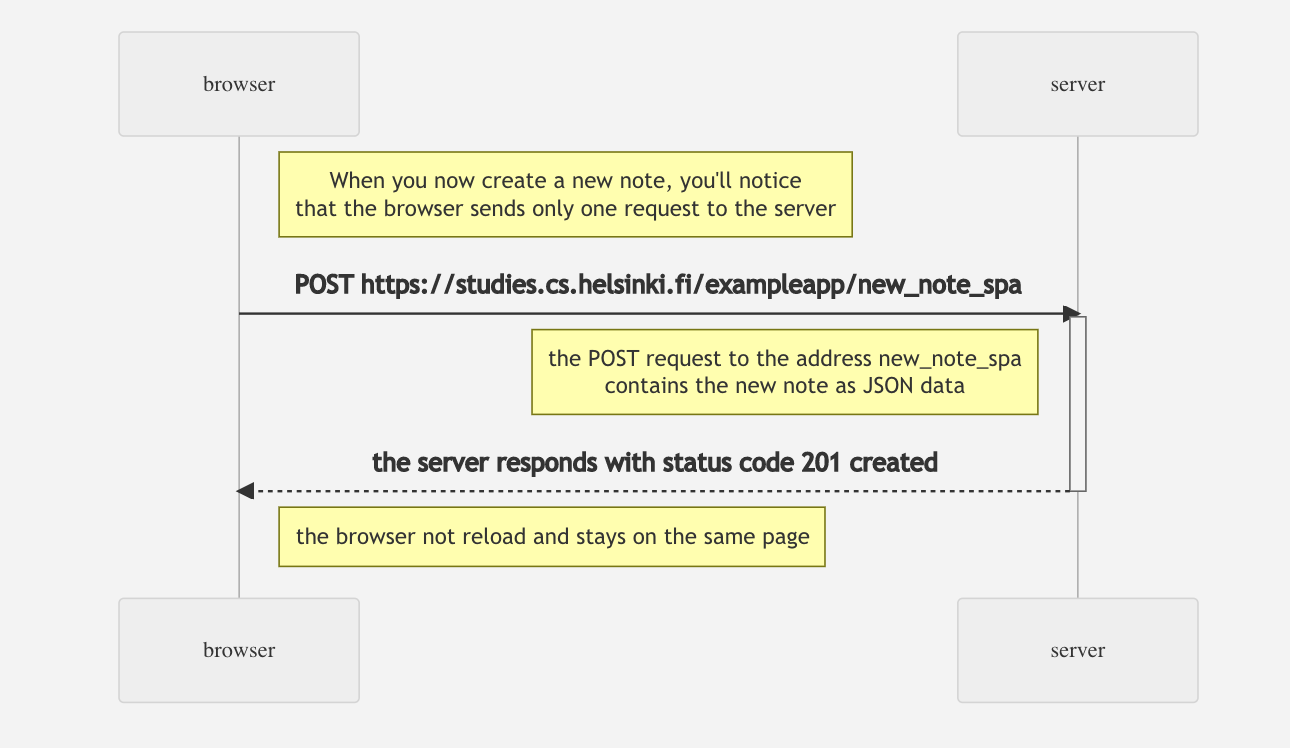 browser
server
When you now create a new note, you'll notice
that the browser sends only one request to the server
POST https://studies.cs.helsinki.fi/exampleapp/new_note_spa
the POST request to the address new_note_spa
contains the new note as JSON data
the server responds with status code 201 created
the browser not reload and stays on the same page
browser
server